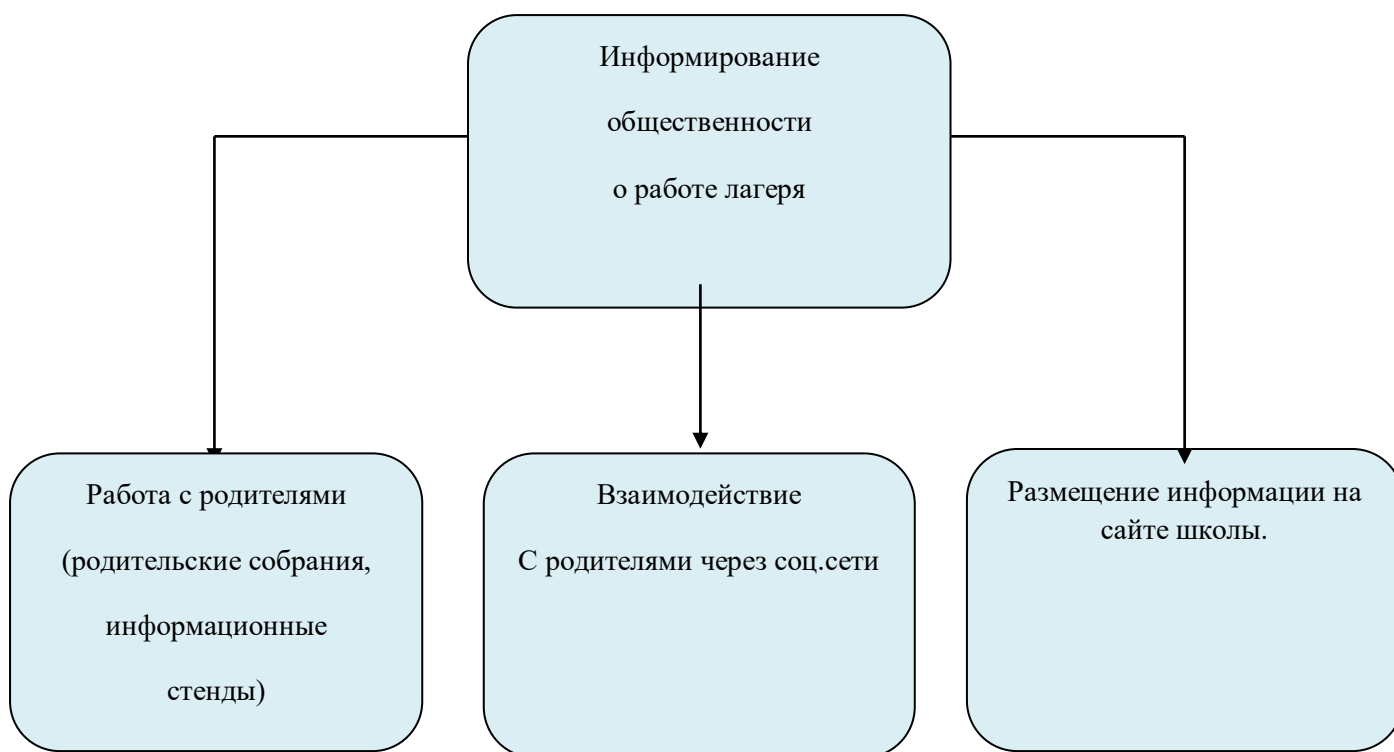 Информирование
общественности
о работе лагеря
Работа с родителями
(родительские собрания,
информационные
стенды)
Взаимодействие
С родителями через соц.сети
Размещение информации на
сайте школы.